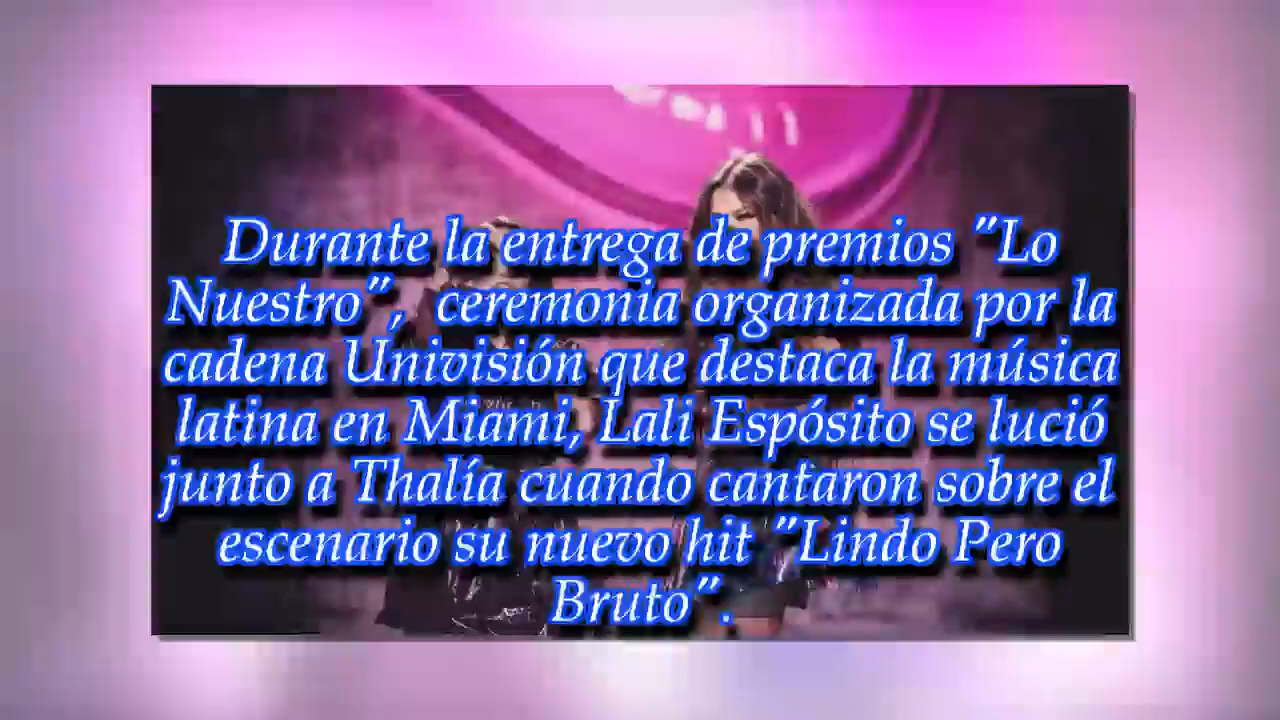 Durante la entrega de premios "Lo
Nuestro", ceremonia organizada por la
cadena Univisión que destaca la música
latina en Miami, Lali Espósito se lució
junto a Thalía cuando cantaron sobre el
escenario su nuevo hit "Lindo Pero
Bruto".